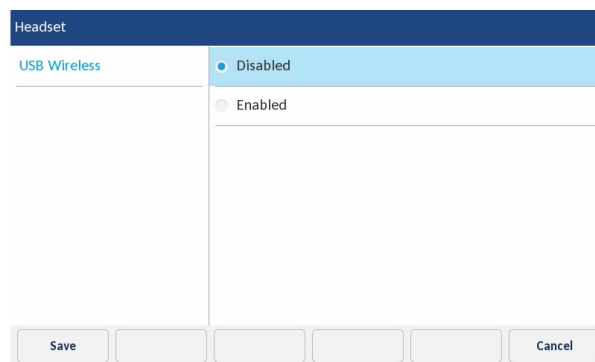 Headset
USB Wireless
Disabled
Enabled
Save
Cancel